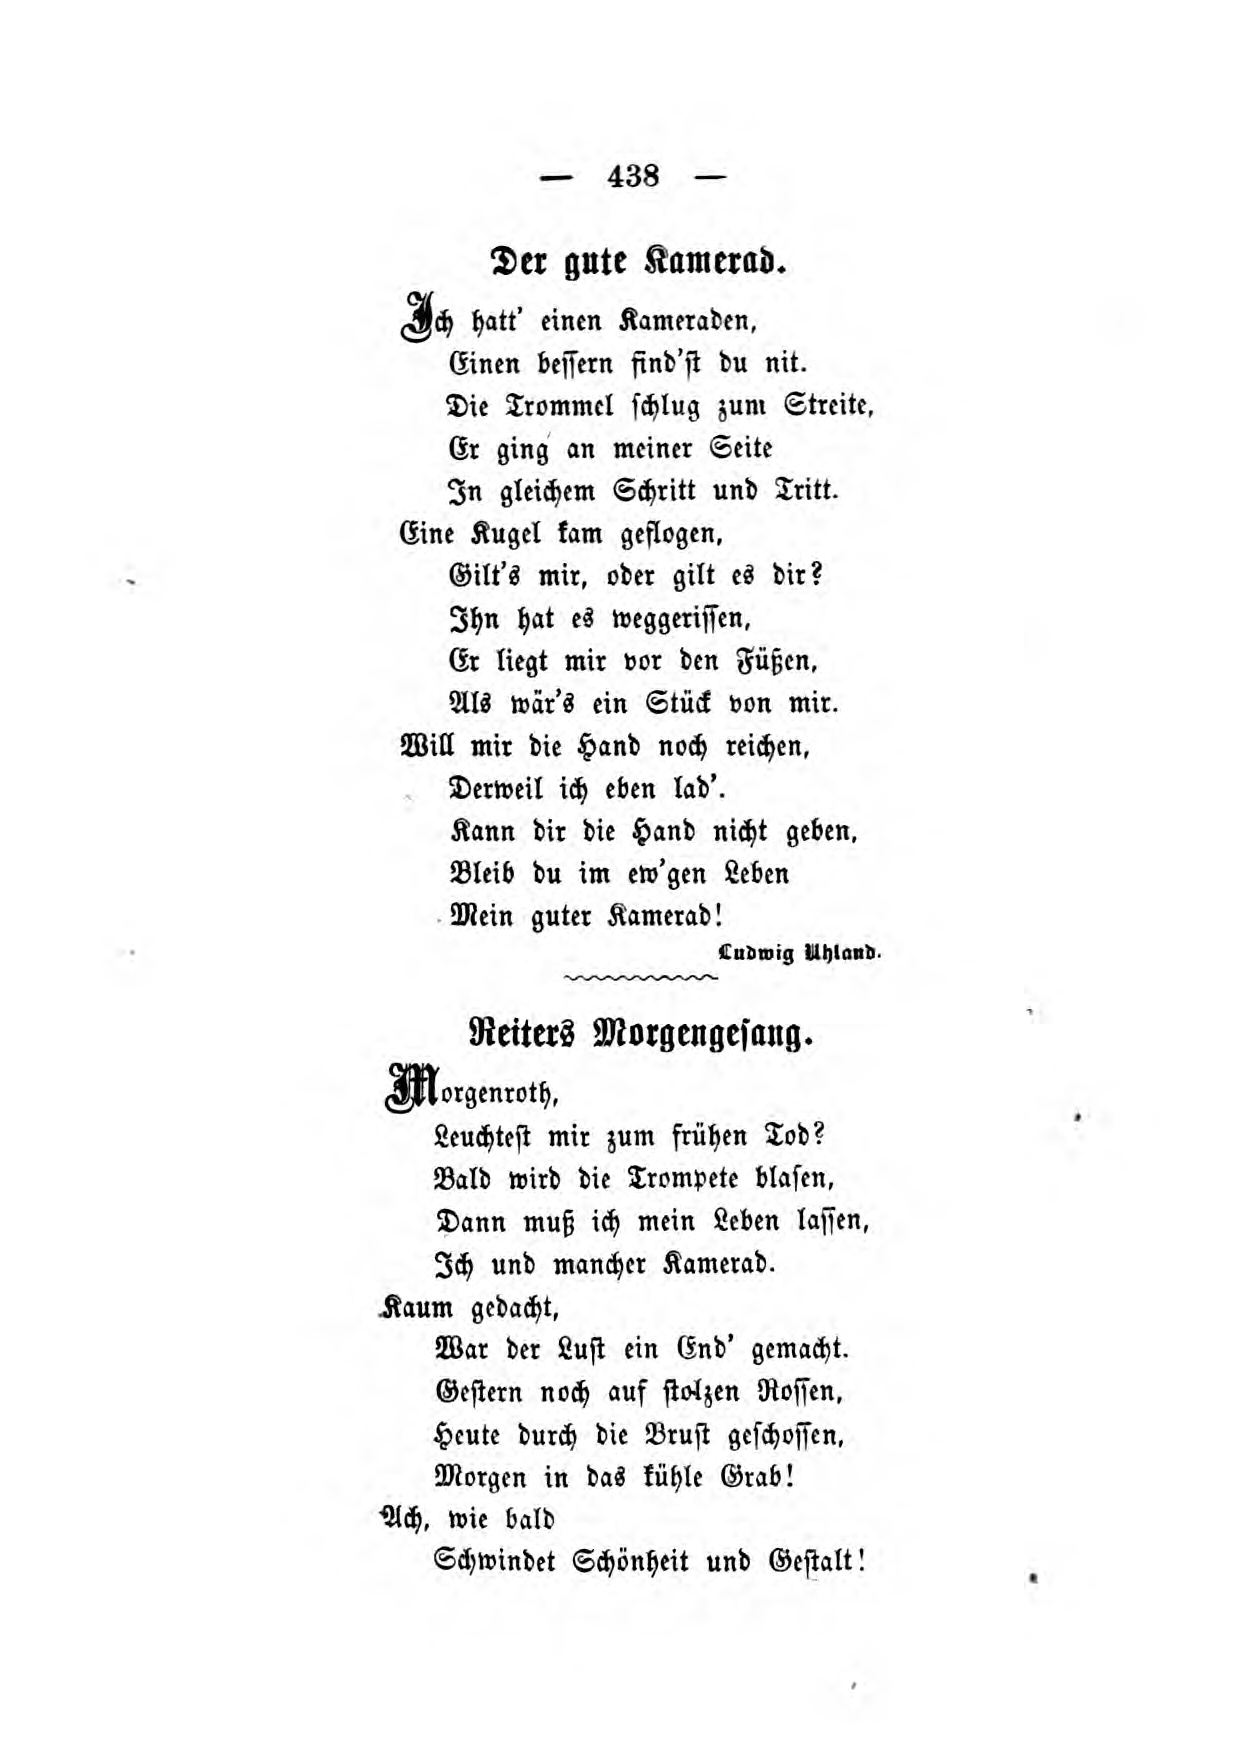 — 438 —
Der gute Kamerad.
Ich hatt' einen Kameraden,
Einen bessern find'st du nit.
Die Trommel schlug zum Streite,
Er ging an meiner Seite
In gleichem Schritt und Tritt.
Eine Kugel kam geflogen,
Gilt's mir, oder gilt es dir?
Ihn hat es weggerissen,
Er liegt mir vor den Füßen,
Als wär's ein Stück von mir.
Will mir die Hand noch reichen,
Derweil ich eben lad'.
Kann dir die Hand nicht geben,
Bleib du im ew'gen Leben
Mein guter Kamerad!
Ludwig Uhland.
Reiters Morgengesang.
Morgenroth,
Leuchtest mir zum frühen Tod?
Bald wird die Trompete blasen,
Dann muß ich mein Leben lassen,
Ich und mancher Kamerad.
Kaum gedacht,
War der Lust ein End' gemacht.
Gestern noch auf stolzen Rossen,
Heute durch die Brust geschossen,
Morgen in das kühle Grab!
Ach, wie bald
Schwindet Schönheit und Gestalt!